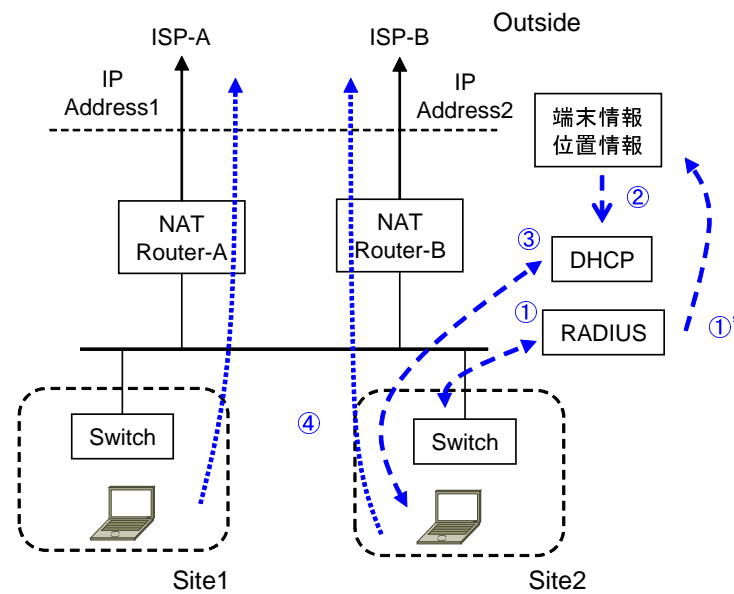 Outside
ISP-A
ISP-B
IP
Address1
IP
Address2
端末情報
位置情報
②
NAT
Router-A
NAT
Router-B
③
DHCP
①
RADIUS
①'
Switch
④
Switch
Site1
Site2